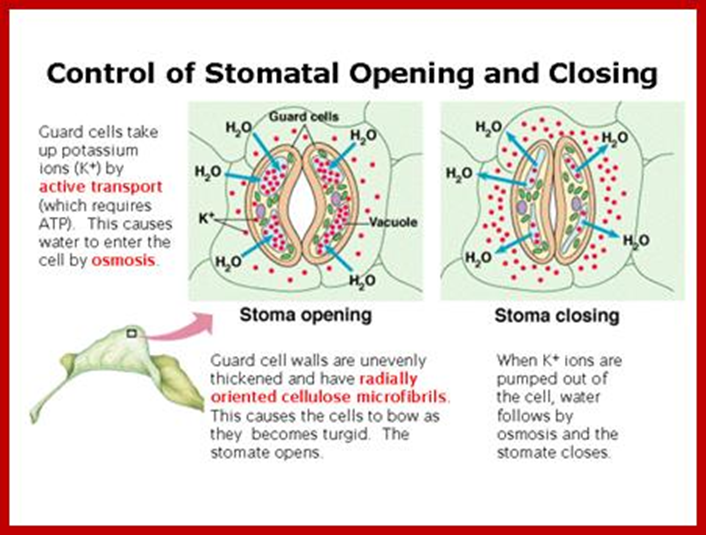 Control of Stomatal Opening and Closing
Guard cells take
up potassium
ions (K⁺) by
active transport
(which requires
ATP). This causes
water to enter the
cell by osmosis.
Guard cells
H₂O
H₂O
H₂O
K⁺
Vacuole
H₂O
H₂O
Stoma opening
H₂O
H₂O
H₂O
H₂O
H₂O
Stoma closing
Guard cell walls are unevenly
thickened and have radially
oriented cellulose microfibrils.
This causes the cells to bow as
they becomes turgid. The
stomate opens.
When K⁺ ions are
pumped out of
the cell, water
follows by
osmosis and the
stomate closes.